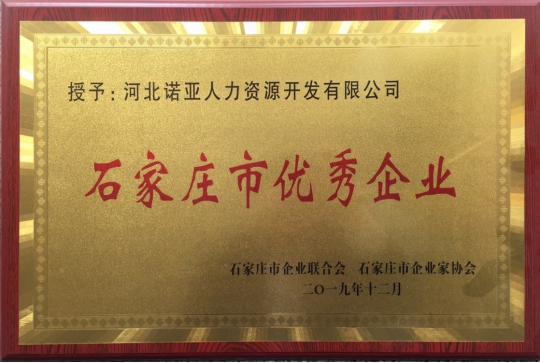 授予：河北诺亚人力资源开发有限公司
石家庄市优秀企业
石家庄市企业联合会 石家庄市企业家协会
二〇一九年十二月